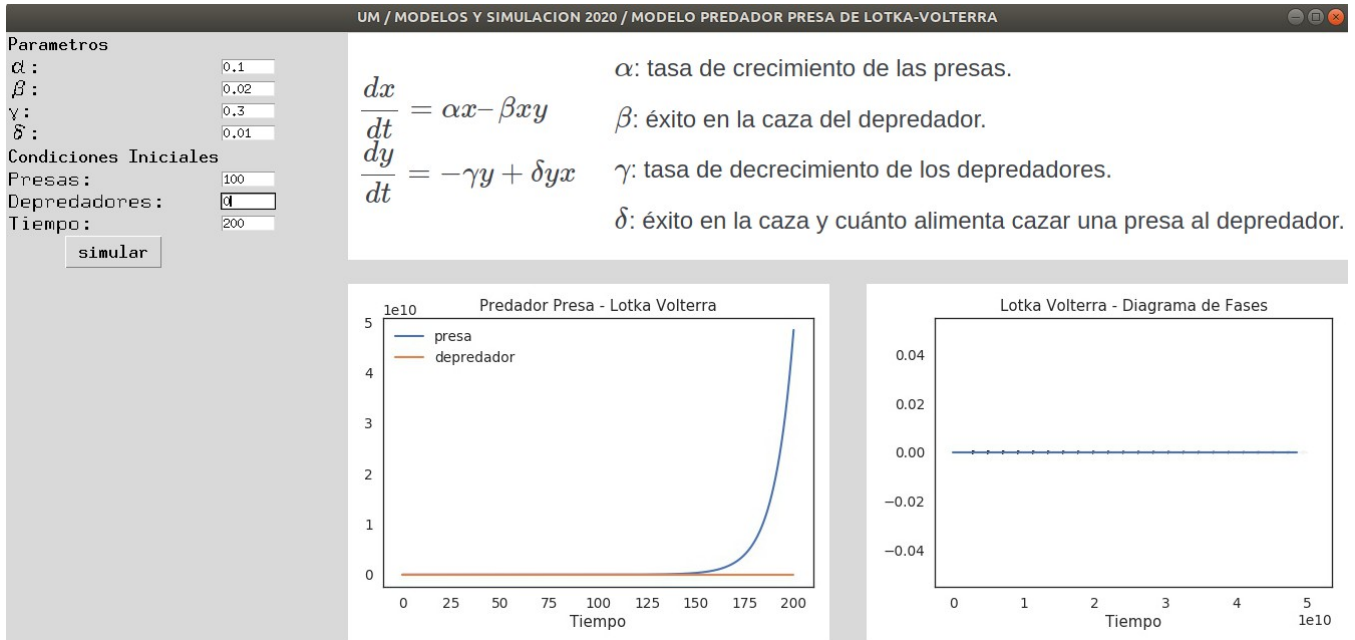 UM / MODELOS Y SIMULACION 2020 / MODELO PREDADOR PRESA DE LOTKA-VOLTERRA
Parametros
α : 0.1
β : 0.02
γ : 0.3
δ : 0.01
Condiciones Iniciales
Presas: 100
Depredadores: 0
Tiempo: 200
simular
dx/dt = αx–βxy
dy/dt = −γy + δyx
α: tasa de crecimiento de las presas.
β: éxito en la caza del depredador.
γ: tasa de decrecimiento de los depredadores.
δ: éxito en la caza y cuánto alimenta cazar una presa al depredador.
Predador Presa - Lotka Volterra
1e10
presa
depredador
5
4
3
2
1
0
0 25 50 75 100 125 150 175 200
Tiempo
Lotka Volterra - Diagrama de Fases
0.04
0.02
0.00
−0.02
−0.04
0 1 2 3 4 5
1e10
Tiempo